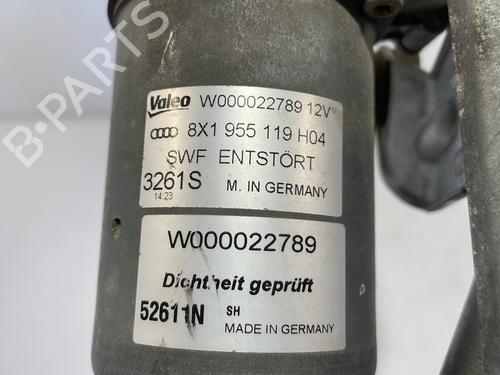 Valeo W000022789 12V
8X1 955 119 H04
SWF ENTSTÖRT
3261S M. IN GERMANY
14:23
W000022789
Dichtheit geprüft
52611N SH
MADE IN GERMANY